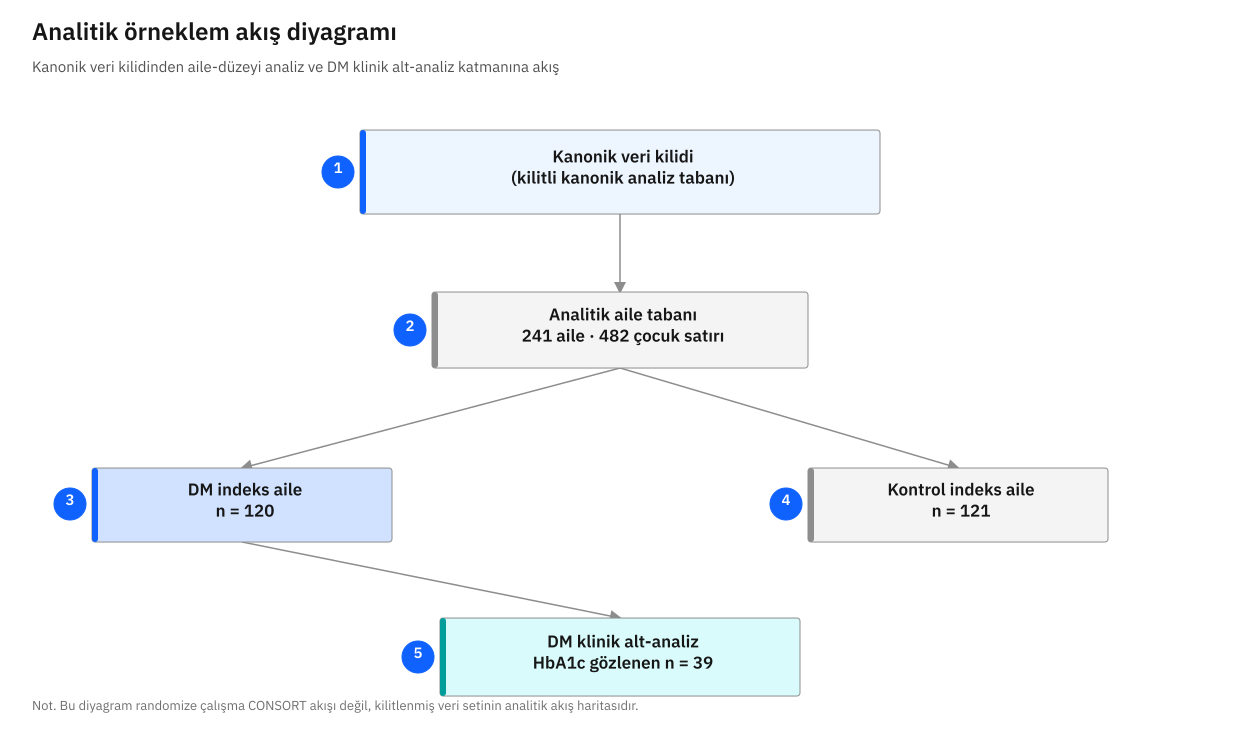 Analitik örneklem akış diyagramı
Kanonik veri kilidinden aile-düzeyi analiz ve DM klinik alt-analiz katmanına akış
1
Kanonik veri kilidi
(kilitli kanonik analiz tabanı)
2
Analitik aile tabanı
241 aile · 482 çocuk satırı
3
DM indeks aile
n = 120
4
Kontrol indeks aile
n = 121
5
DM klinik alt-analiz
HbA1c gözlenen n = 39
Not. Bu diyagram randomize çalışma CONSORT akışı değil, kilitlenmiş veri setinin analitik akış haritasıdır.